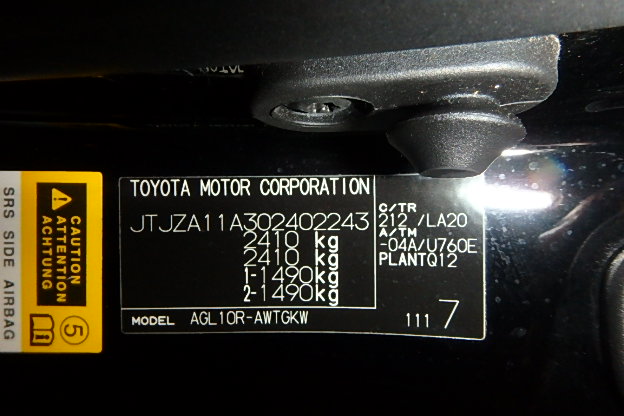 SRS SIDE AIRBAG
CAUTION
ATTENTION
ACHTUNG
5
TOYOTA MOTOR CORPORATION
JTJZA11A302402243
2410 kg
2410 kg
1-1490kg
2-1490kg
C/TR
212 /LA20
A/TM
-04A/U760E
PLANTQ12
MODEL AGL10R-AWTGKW
111 7